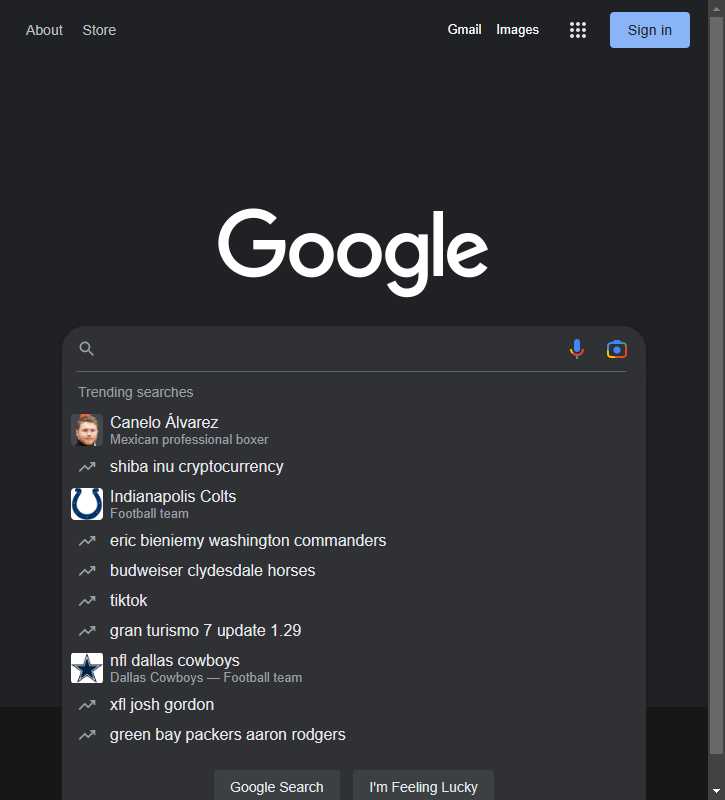 About Store Gmail Images Sign in
Google
Trending searches
Canelo Álvarez
Mexican professional boxer
shiba inu cryptocurrency
Indianapolis Colts
Football team
eric bieniemy washington commanders
budweiser clydesdale horses
tiktok
gran turismo 7 update 1.29
nfl dallas cowboys
Dallas Cowboys — Football team
xfl josh gordon
green bay packers aaron rodgers
Google Search I'm Feeling Lucky